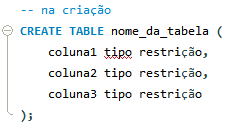 -- na criação
CREATE TABLE nome_da_tabela (
coluna1 tipo restrição,
coluna2 tipo restrição,
coluna3 tipo restrição
);